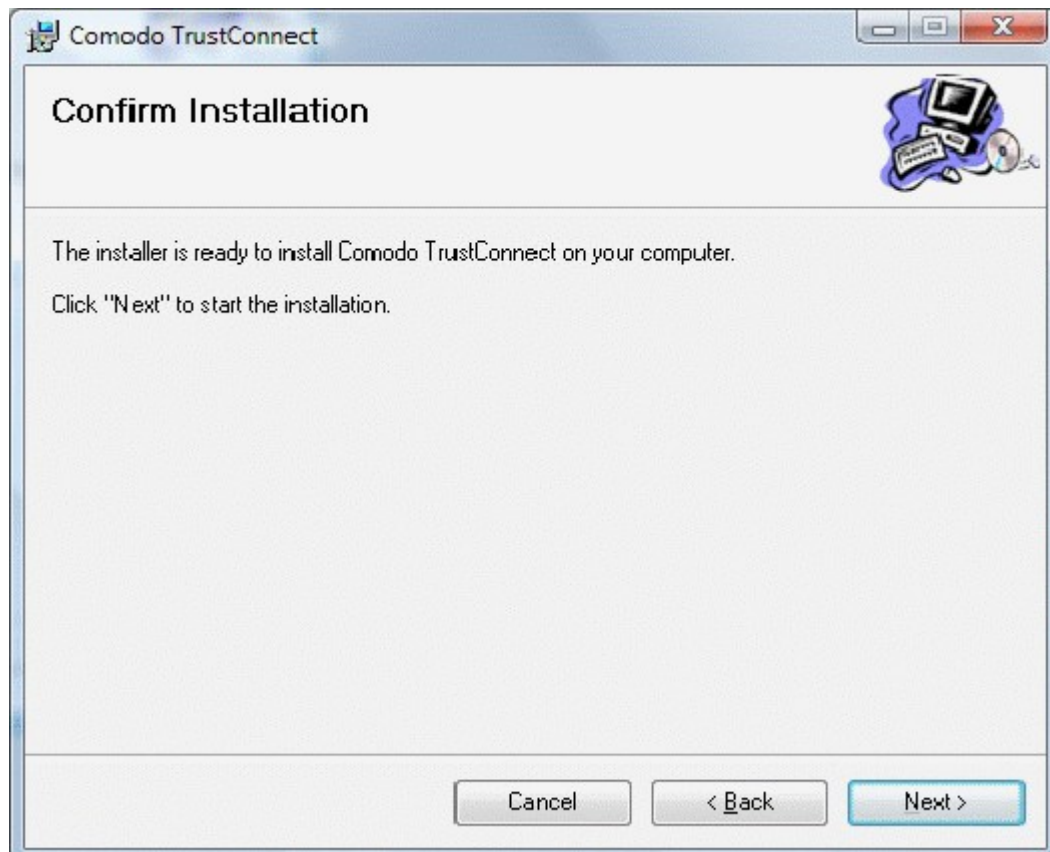 Comodo TrustConnect
Confirm Installation
The installer is ready to install Comodo TrustConnect on your computer.
Click "Next" to start the installation.
Cancel
< Back
Next >